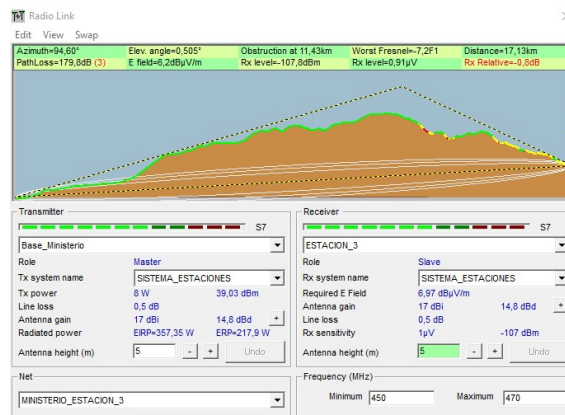 Radio Link
Edit View Swap
Azimuth=94,60° Elev. angle=0,505° Obstruction at 11,43km Worst Fresnel=-7,2F1 Distance=17,13km
PathLoss=179,8dB (3) E field=6,2dBµV/m Rx level=-107,8dBm Rx level=0,91µV Rx Relative=-0,8dB
Transmitter
S7
Base_Ministerio
Role Master
Tx system name SISTEMA_ESTACIONES
Tx power 8 W 39,03 dBm
Line loss 0,5 dB
Antenna gain 17 dBi 14,8 dBd +
Radiated power EIRP=357,35 W ERP=217,9 W
Antenna height (m) 5 - + Undo
Receiver
S7
ESTACION_3
Role Slave
Rx system name SISTEMA_ESTACIONES
Required E Field 6,97 dBµV/m
Antenna gain 17 dBi 14,8 dBd +
Line loss 0,5 dB
Rx sensitivity 1µV -107 dBm
Antenna height (m) 5 - + Undo
Net
MINISTERIO_ESTACION_3
Frequency (MHz)
Minimum 450 Maximum 470